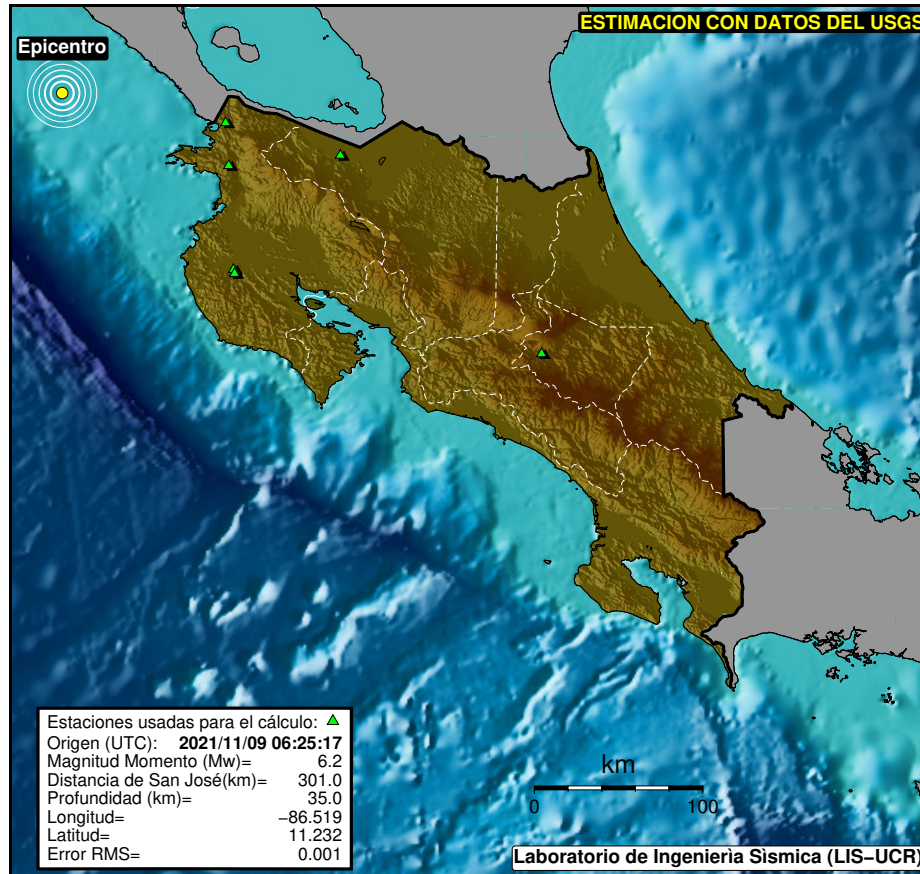 ESTIMACION CON DATOS DEL USGS
Epicentro
Estaciones usadas para el cálculo:
Origen (UTC): 2021/11/09 06:25:17
Magnitud Momento (Mw)= 6.2
Distancia de San José(km)= 301.0
Profundidad (km)= 35.0
Longitud= −86.519
Latitud= 11.232
Error RMS= 0.001
km
0 100
Laboratorio de Ingenierìa Sìsmica (LIS−UCR)